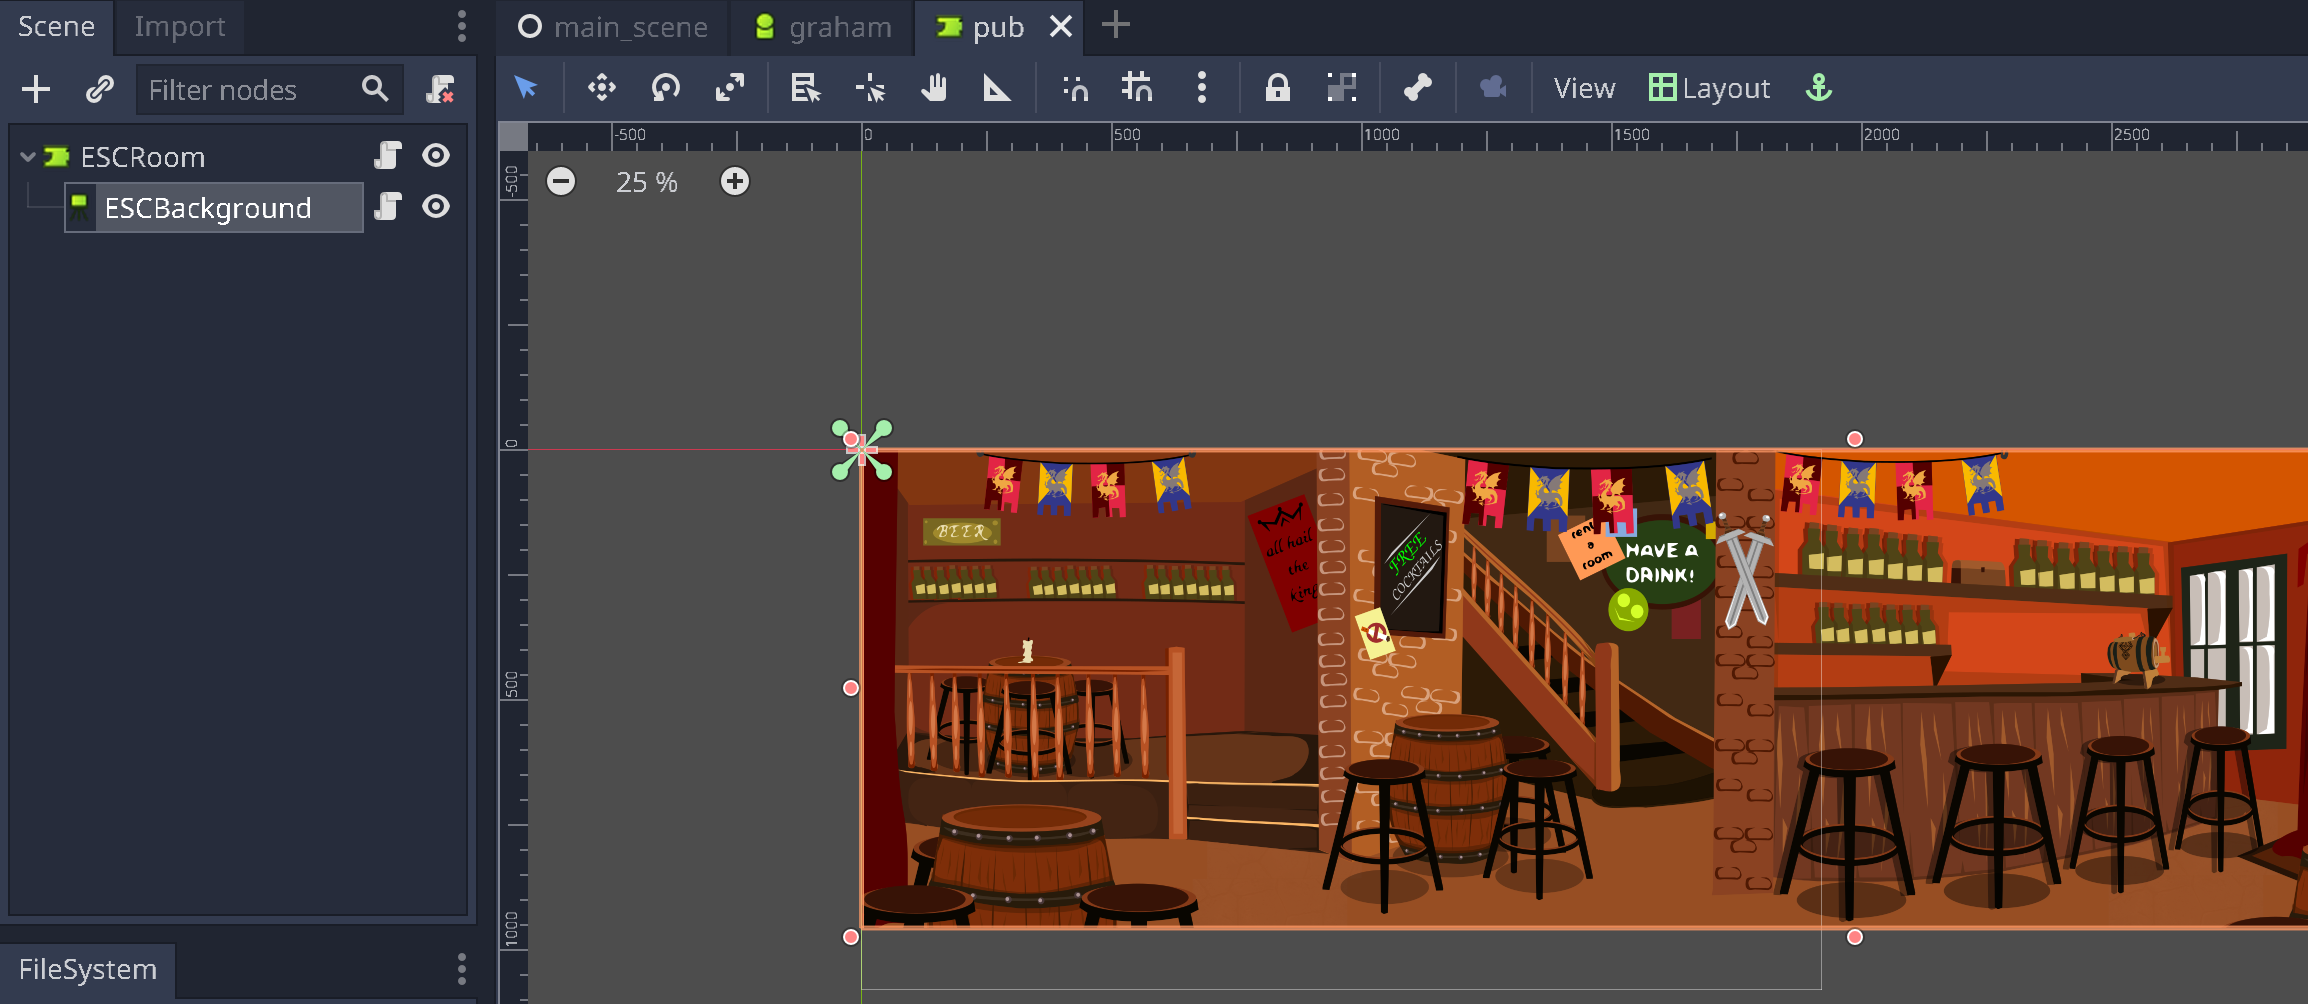 Scene Import
main_scene graham pub
Filter nodes
View Layout
ESCRoom
ESCBackground
-500 0 500 1000 1500 2000 2500
-500
0
500
1000
25 %
BEER
all hail
the
king
FREE
COCKTAILS
rent
a
room
HAVE A
DRINK!
FileSystem